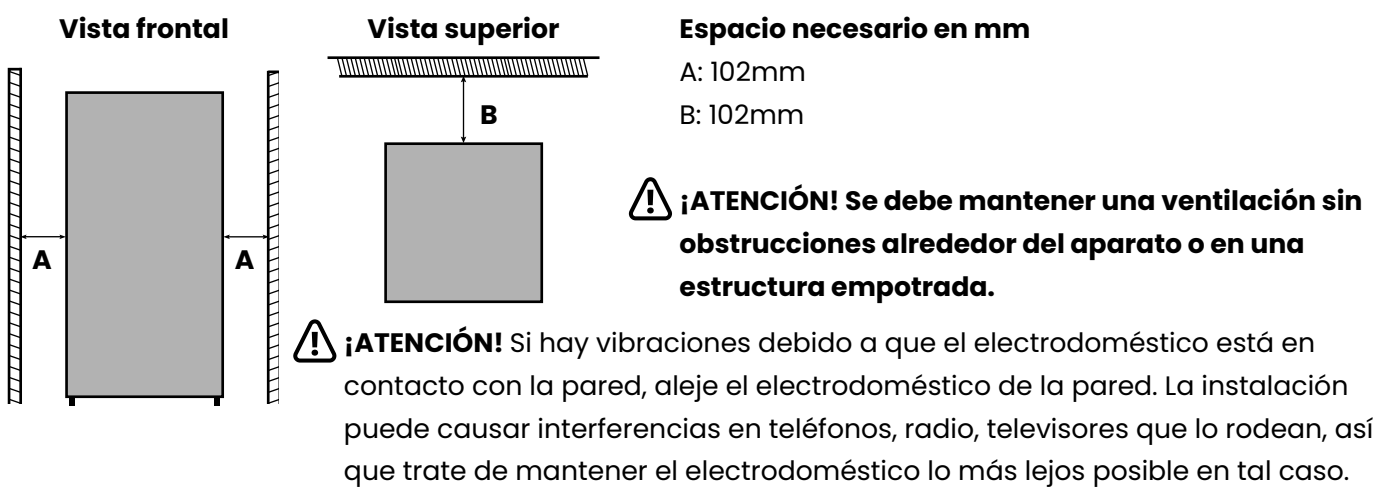 Vista frontal
Vista superior
Espacio necesario en mm
A: 102mm
B: 102mm
B
A
A
¡ATENCIÓN! Se debe mantener una ventilación sin
obstrucciones alrededor del aparato o en una
estructura empotrada.
¡ATENCIÓN! Si hay vibraciones debido a que el electrodoméstico está en
contacto con la pared, aleje el electrodoméstico de la pared. La instalación
puede causar interferencias en teléfonos, radio, televisores que lo rodean, así
que trate de mantener el electrodoméstico lo más lejos posible en tal caso.